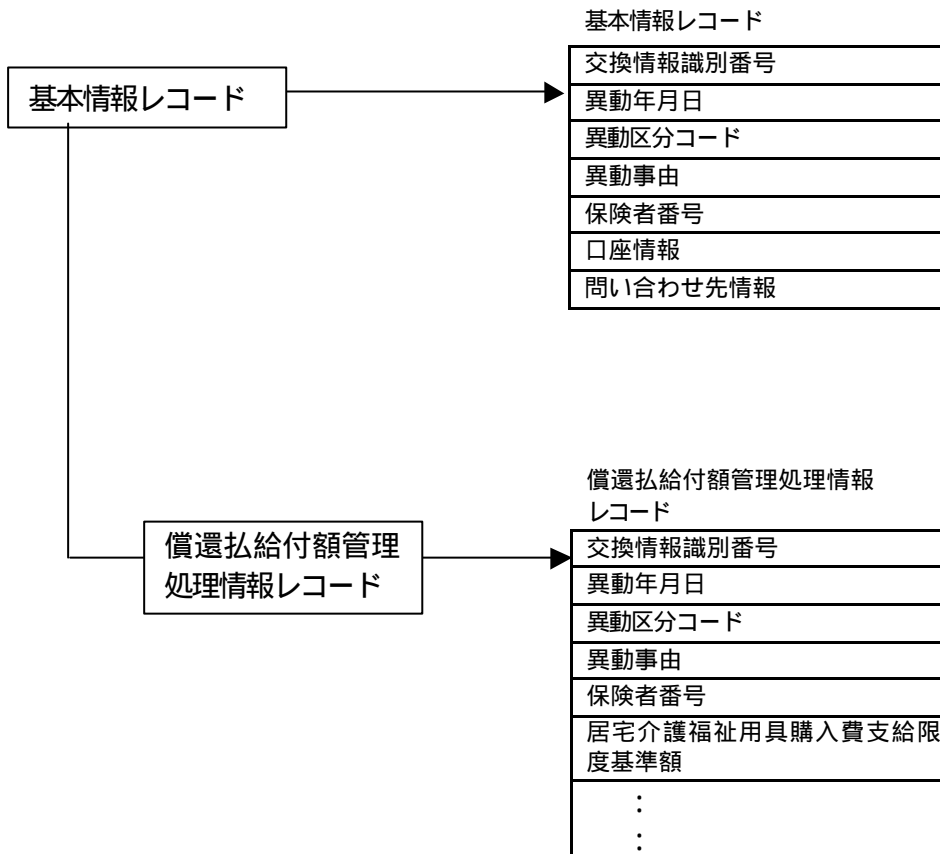 基本情報レコード
基本情報レコード
交換情報識別番号
異動年月日
異動区分コード
異動事由
保険者番号
口座情報
問い合わせ先情報
償還払給付額管理
処理情報レコード
償還払給付額管理処理情報
レコード
交換情報識別番号
異動年月日
異動区分コード
異動事由
保険者番号
居宅介護福祉用具購入費支給限
度基準額
：
：